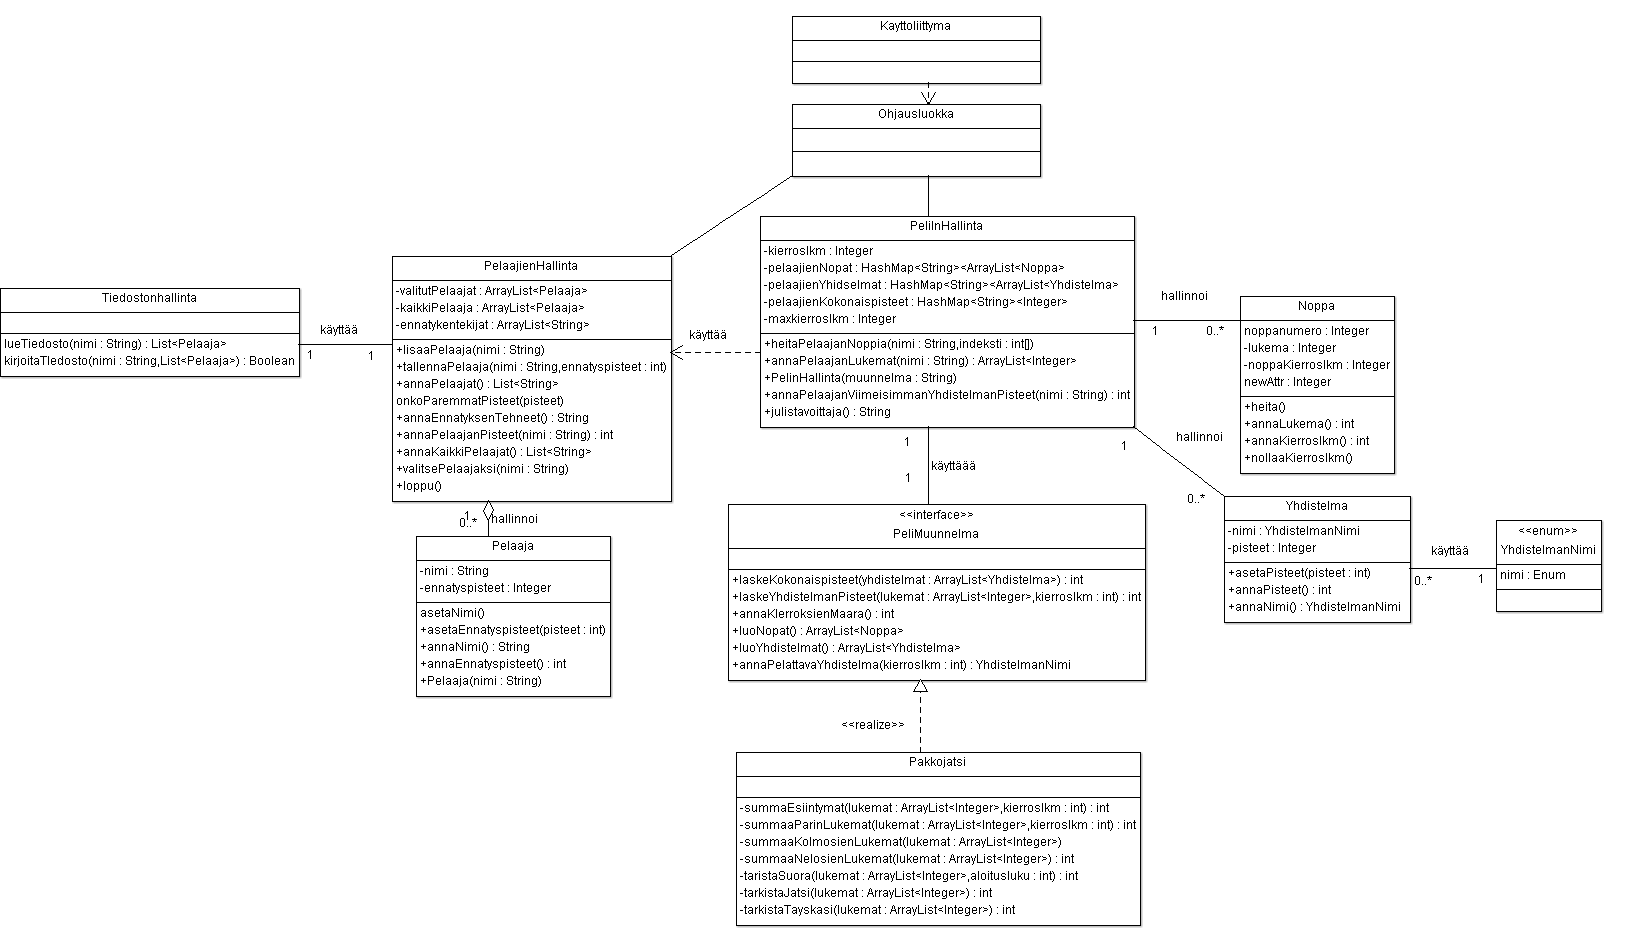 Kayttoliittyma
Ohjausluokka
PelaajienHallinta
-valitutPelaajat : ArrayList<Pelaaja>
-kaikkiPelaaja : ArrayList<Pelaaja>
-ennatykentekijat : ArrayList<String>
+lisaaPelaaja(nimi : String)
+tallennaPelaaja(nimi : String,ennatyspisteet : int)
+annaPelaajat() : List<String>
onkoParemmatPisteet(pisteet)
+annaEnnatyksenTehneet() : String
+annaPelaajanPisteet(nimi : String) : int
+annaKaikkiPelaajat() : List<String>
+valitsePelaajaksi(nimi : String)
+loppu()
Tiedostonhallinta
lueTiedosto(nimi : String) : List<Pelaaja>
kirjoitaTiedosto(nimi : String,List<Pelaaja>) : Boolean
käyttää
1
1
käyttää
PeliInHallinta
-kierroslkm : Integer
-pelaajienNopat : HashMap<String><ArrayList<Noppa>
-pelaajienYhidselmat : HashMap<String><ArrayList<Yhdistelma>
-pelaajienKokonaispisteet : HashMap<String><Integer>
-maxkierroslkm : Integer
+heitaPelaajanNoppia(nimi : String,indeksti : int[])
+annaPelaajanLukemat(nimi : String) : ArrayList<Integer>
+PelinHallinta(muunnelma : String)
+annaPelaajanViimeisimmanYhdistelmanPisteet(nimi : String) : int
+julistavoittaja() : String
hallinnoi
1
0..*
Noppa
noppanumero : Integer
-lukema : Integer
-noppaKierroslkm : Integer
newAttr : Integer
+heita()
+annaLukema() : int
+annaKierroslkm() : int
+nollaaKierroslkm()
1
käyttäää
1
1
hallinnoi
0..*
1
0..*
hallinnoi
Pelaaja
-nimi : String
-ennatyspisteet : Integer
asetaNimi()
+asetaEnnatyspisteet(pisteet : int)
+annaNimi() : String
+annaEnnatyspisteet() : int
+Pelaaja(nimi : String)
<<interface>>
PeliMuunnelma
+laskeKokonaispisteet(yhdistelmat : ArrayList<Yhdistelma>) : int
+laskeYhdistelmanPisteet(lukemat : ArrayList<Integer>,kierroslkm : int) : int
+annaKIerroksienMaara() : int
+luoNopat() : ArrayList<Noppa>
+luoYhdistelmat() : ArrayList<Yhdistelma>
+annaPelattavaYhdistelma(kierroslkm : int) : YhdistelmanNimi
Yhdistelma
-nimi : YhdistelmanNimi
-pisteet : Integer
+asetaPisteet(pisteet : int)
+annaPisteet() : int
+annaNimi() : YhdistelmanNimi
käyttää
0..*
1
<<enum>>
YhdistelmanNimi
nimi : Enum
<<realize>>
Pakkojatsi
-summaEsiintymat(lukemat : ArrayList<Integer>,kierroslkm : int) : int
-summaaParinLukemat(lukemat : ArrayList<Integer>,kierroslkm : int) : int
-summaaKolmosienLukemat(lukemat : ArrayList<Integer>)
-summaaNelosienLukemat(lukemat : ArrayList<Integer>) : int
-taristaSuora(lukemat : ArrayList<Integer>,aloitusluku : int) : int
-tarkistaJatsi(lukemat : ArrayList<Integer>) : int
-tarkistaTayskasi(lukemat : ArrayList<Integer>) : int